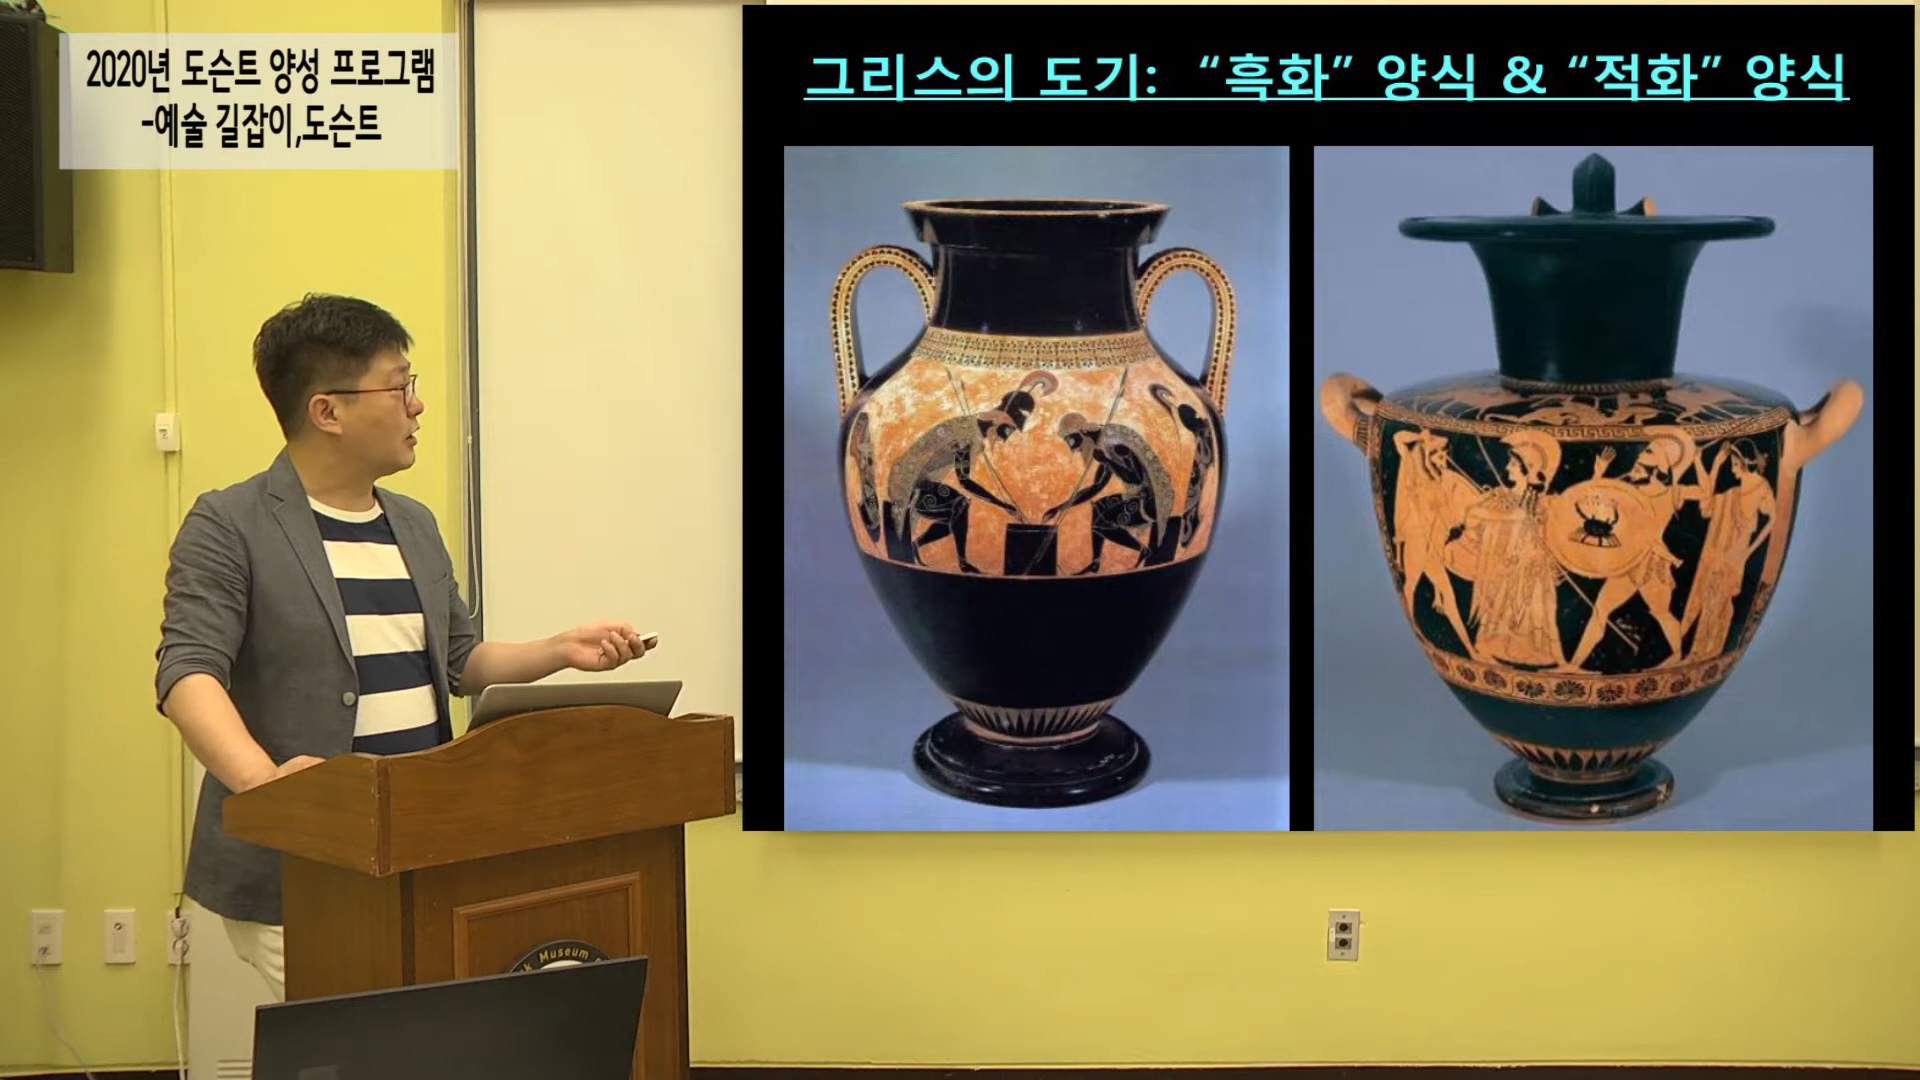 2020년 도슨트 양성 프로그램
-예술 길잡이,도슨트
그리스의 도기: “흑화” 양식 & “적화” 양식
Museum